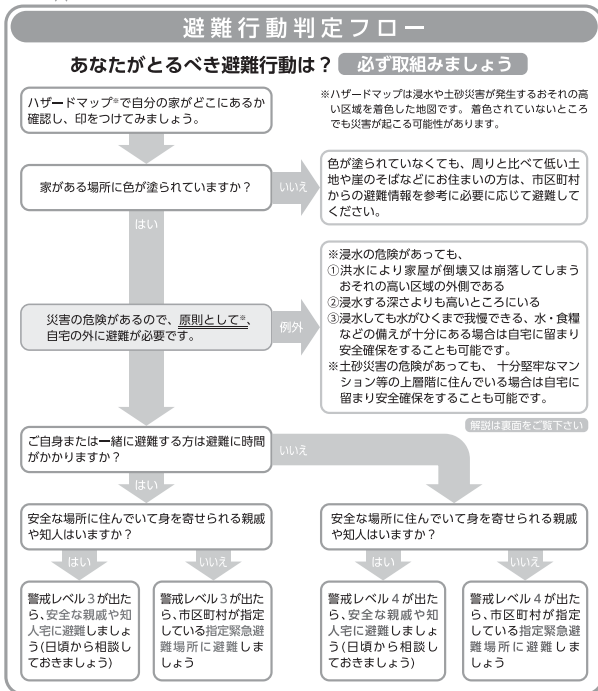 避難行動判定フロー
あなたがとるべき避難行動は？ 必ず取組みましょう
ハザードマップ※で自分の家がどこにあるか
確認し、印をつけてみましょう。
※ハザードマップは浸水や土砂災害が発生するおそれの高
い区域を着色した地図です。着色されていないところ
でも災害が起こる可能性があります。
家がある場所に色が塗られていますか？
いいえ
色が塗られていなくても、周りと比べて低い土
地や崖のそばなどにお住まいの方は、市区町村
からの避難情報を参考に必要に応じて避難して
ください。
はい
災害の危険があるので、原則として※、
自宅の外に避難が必要です。
例外
※浸水の危険があっても、
①洪水により家屋が倒壊又は崩落してしまう
おそれの高い区域の外側である
②浸水する深さよりも高いところにいる
③浸水しても水がひくまで我慢できる、水・食糧
などの備えが十分にある場合は自宅に留まり
安全確保をすることも可能です。
※土砂災害の危険があっても、十分堅牢なマン
ション等の上層階に住んでいる場合は自宅に
留まり安全確保をすることも可能です。
解説は裏面をご覧下さい
ご自身または一緒に避難する方は避難に時間
がかかりますか？
いいえ
はい
安全な場所に住んでいて身を寄せられる親戚
や知人はいますか？
はい
いいえ
警戒レベル３が出た
ら、安全な親戚や知
人宅に避難しましょ
う(日頃から相談し
ておきましょう)
警戒レベル３が出た
ら、市区町村が指定
している指定緊急避
難場所に避難しま
しょう
安全な場所に住んでいて身を寄せられる親戚
や知人はいますか？
はい
いいえ
警戒レベル４が出た
ら、安全な親戚や知
人宅に避難しましょ
う(日頃から相談し
ておきましょう)
警戒レベル４が出た
ら、市区町村が指定
している指定緊急避
難場所に避難しま
しょう